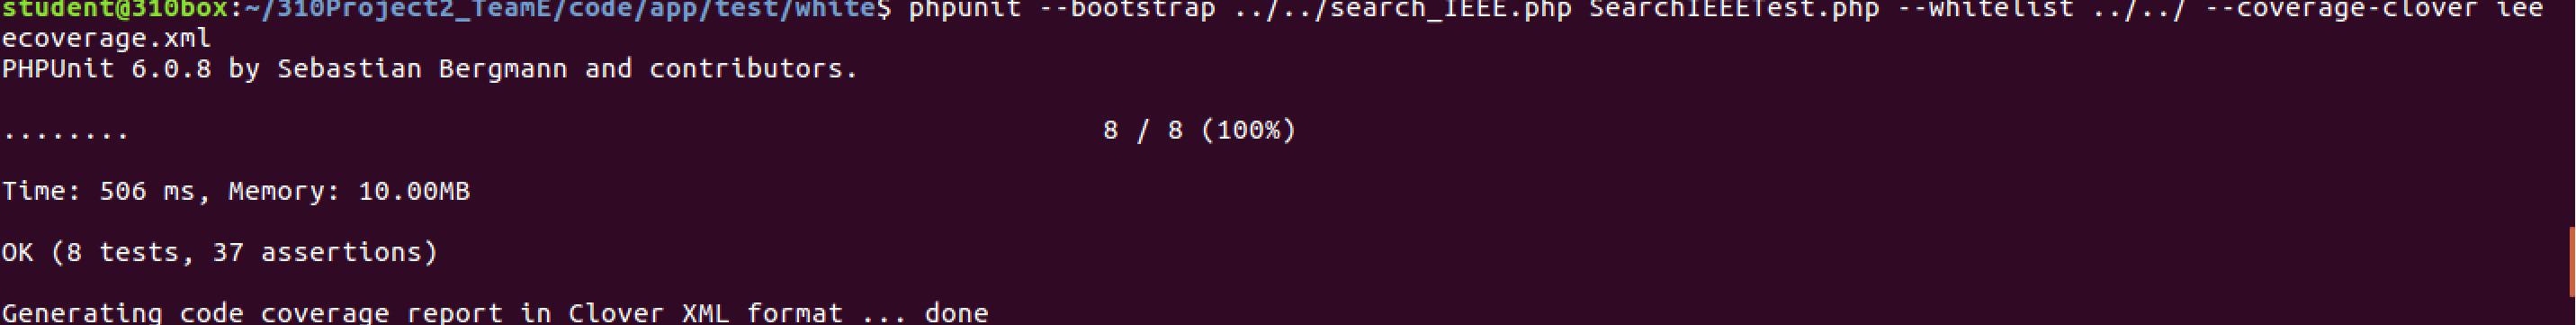 student@310box:~/310Project2_TeamE/code/app/test/white$ phpunit --bootstrap ../../search_IEEE.php SearchIEEETest.php --whitelist ../../ --coverage-clover iee
ecoverage.xml
PHPUnit 6.0.8 by Sebastian Bergmann and contributors.
........ 8 / 8 (100%)
Time: 506 ms, Memory: 10.00MB
OK (8 tests, 37 assertions)
Generating code coverage report in Clover XML format ... done